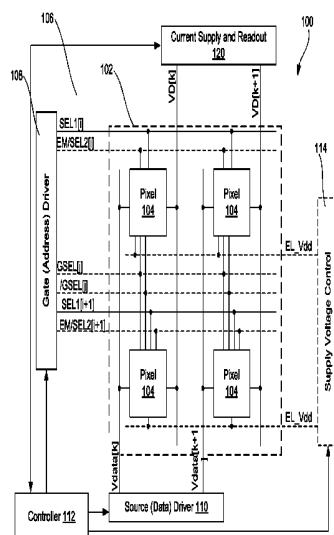 106
100
Current Supply and Readout
120
108
102
VD[k]
VD[k+1]
SEL1[i]
EM/SEL2[i]
114
Pixel
104
Pixel
104
EL_Vdd
Gate (Address) Driver
GSEL[j]
/GSEL[j]
SEL1[i+1]
EM/SEL2[i+1]
Supply Voltage Control
Pixel
104
Pixel
104
EL_Vdd
Vdata[k]
Vdata[k+1
Controller 112
Source (Data) Driver 110